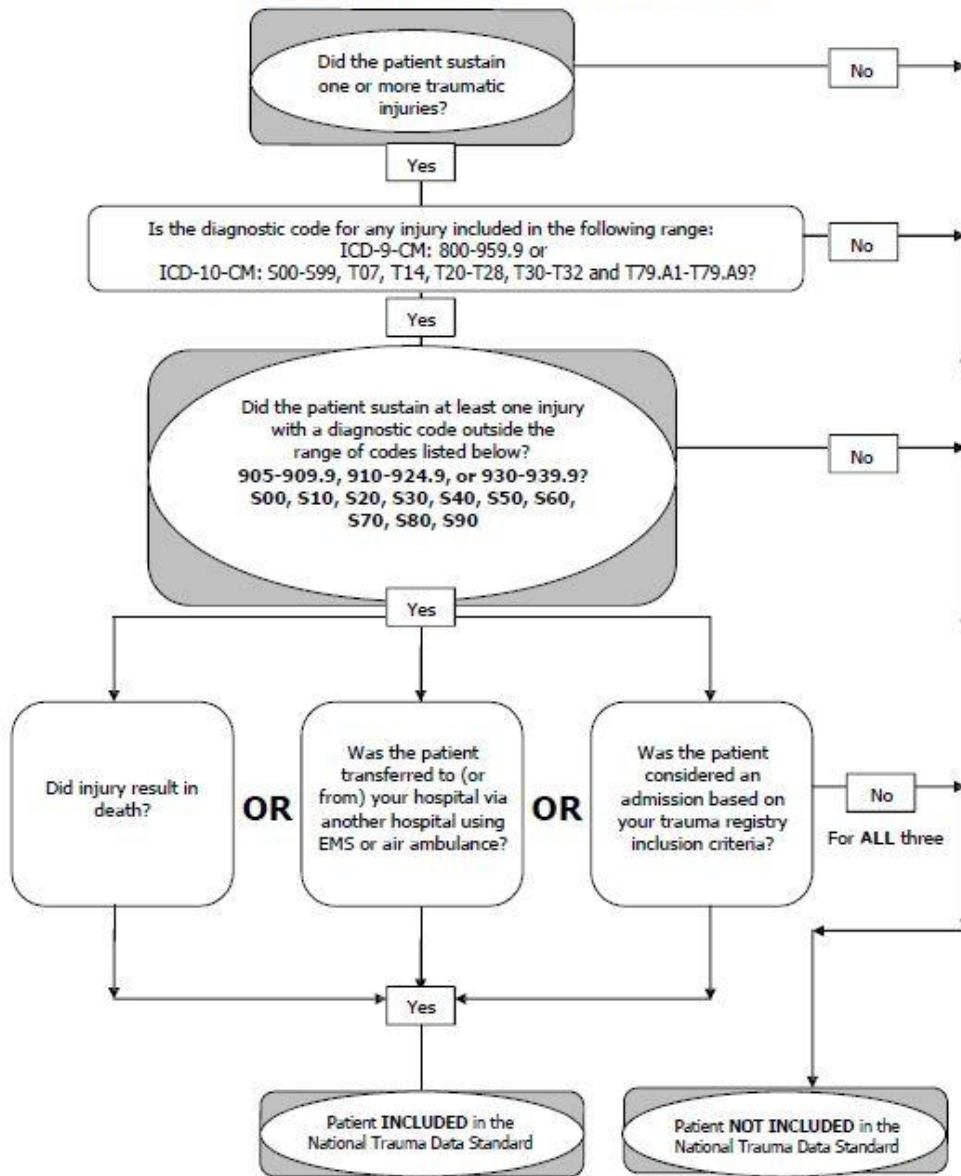 Did the patient sustain
one or more traumatic
injuries?
No
Yes
Is the diagnostic code for any injury included in the following range:
ICD-9-CM: 800-959.9 or
ICD-10-CM: S00-S99, T07, T14, T20-T28, T30-T32 and T79.A1-T79.A9?
No
Yes
Did the patient sustain at least one injury
with a diagnostic code outside the
range of codes listed below?
905-909.9, 910-924.9, or 930-939.9?
S00, S10, S20, S30, S40, S50, S60,
S70, S80, S90
No
Yes
Did injury result in
death?
OR
Was the patient
transferred to (or
from) your hospital via
another hospital using
EMS or air ambulance?
OR
Was the patient
considered an
admission based on
your trauma registry
inclusion criteria?
No
For ALL three
Yes
Patient INCLUDED in the
National Trauma Data Standard
Patient NOT INCLUDED in the
National Trauma Data Standard